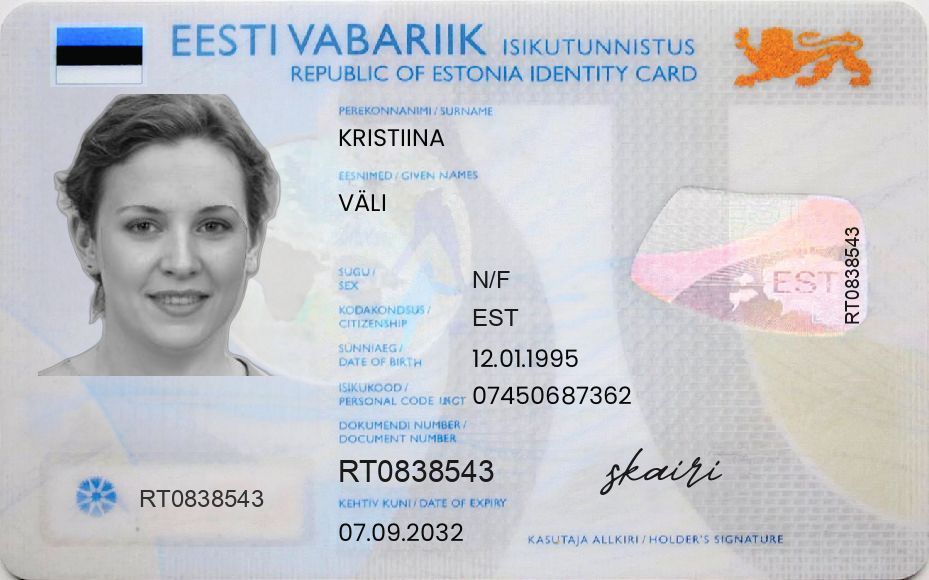 EESTI VABARIIK ISIKUTUNNISTUS
REPUBLIC OF ESTONIA IDENTITY CARD
PEREKONNANIMI / SURNAME
KRISTIINA
EESNIMED / GIVEN NAMES
VÄLI
SUGU /
SEX
N/F
KODAKONDSUS /
CITIZENSHIP
EST
SÜNNIAEG /
DATE OF BIRTH
12.01.1995
ISIKUKOOD /
PERSONAL CODE
07450687362
DOKUMENDI NUMBER /
DOCUMENT NUMBER
RT0838543
KEHTIV KUNI / DATE OF EXPIRY
07.09.2032
RT0838543
EST
RT0838543
skairi
KASUTAJA ALLKIRI / HOLDER'S SIGNATURE